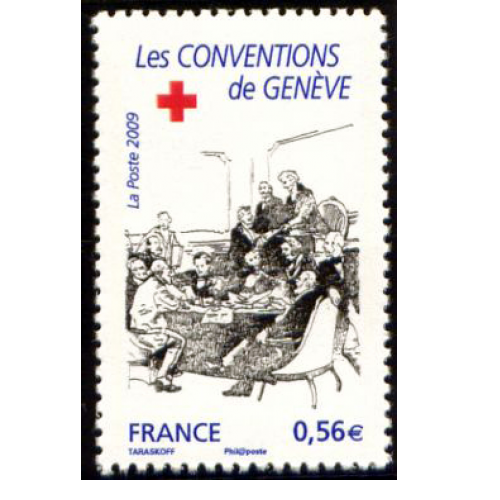 Les CONVENTIONS
de GENÈVE
La Poste 2009
FRANCE 0,56€
TARASKOFF Phil@poste